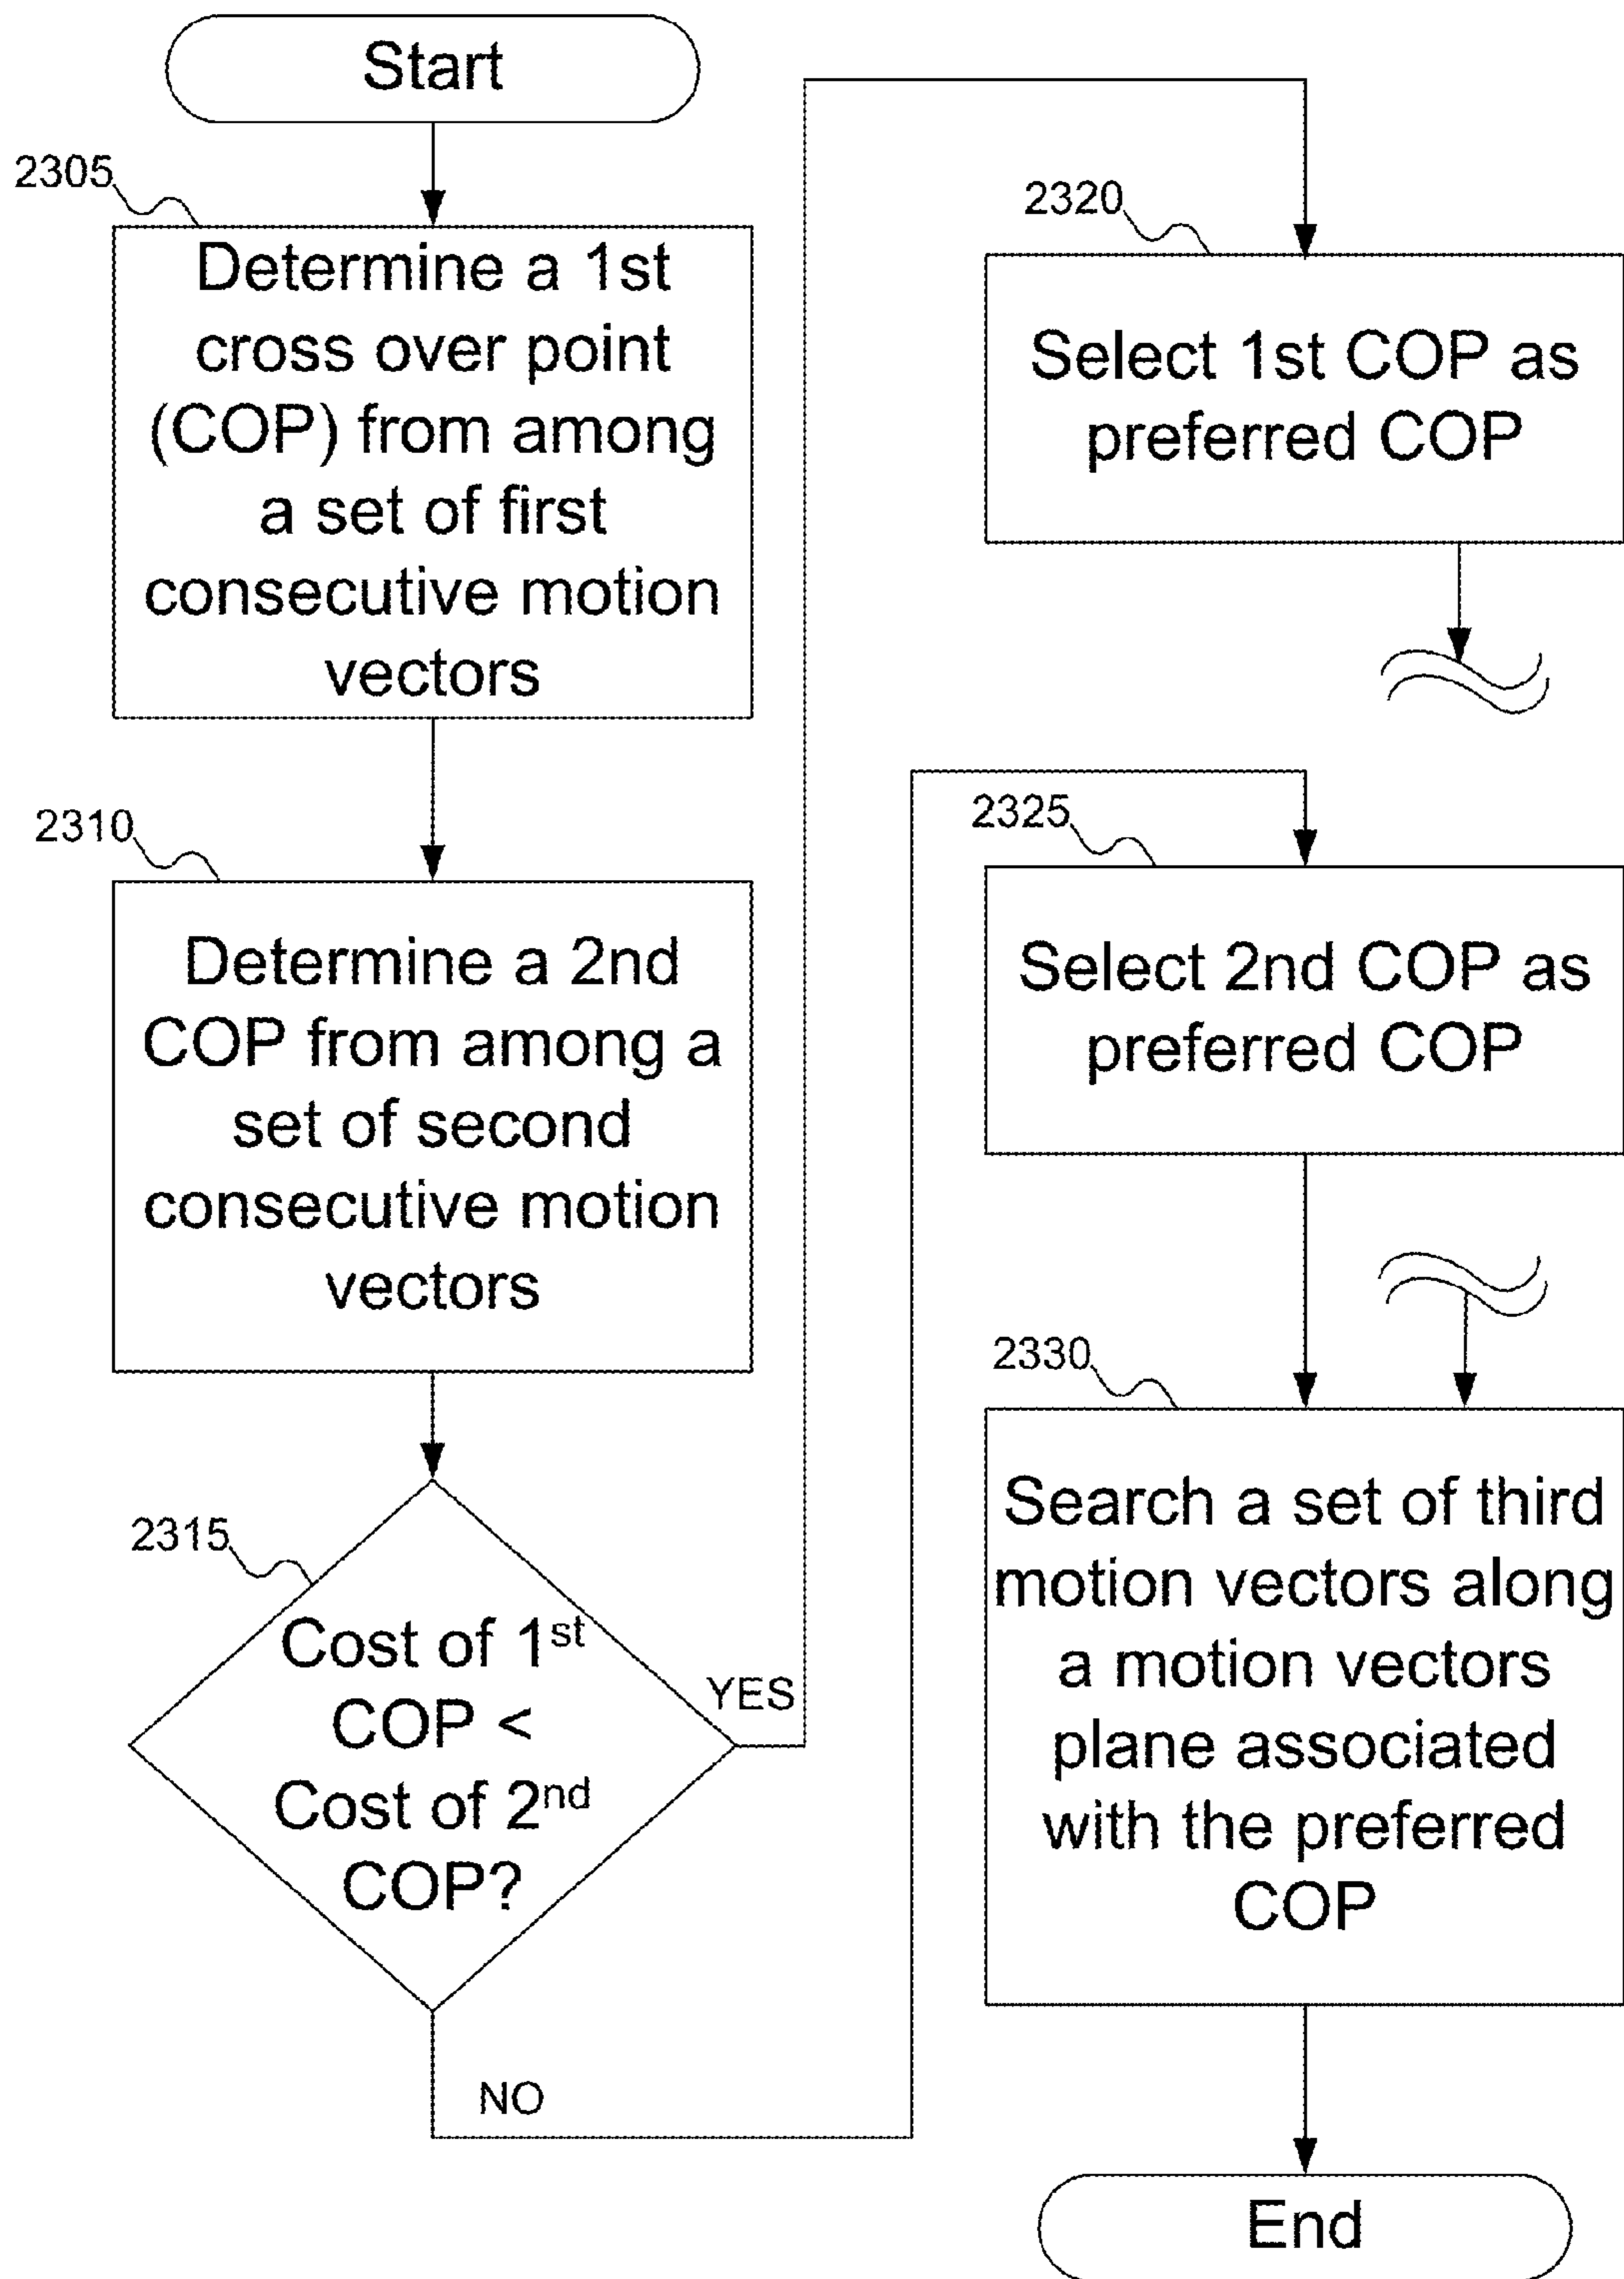 Start
2305
Determine a 1st
cross over point
(COP) from among
a set of first
consecutive motion
vectors
2310
Determine a 2nd
COP from among a
set of second
consecutive motion
vectors
2315
Cost of 1st
COP <
Cost of 2nd
COP?
YES
NO
2320
Select 1st COP as
preferred COP
2325
Select 2nd COP as
preferred COP
2330
Search a set of third
motion vectors along
a motion vectors
plane associated
with the preferred
COP
End